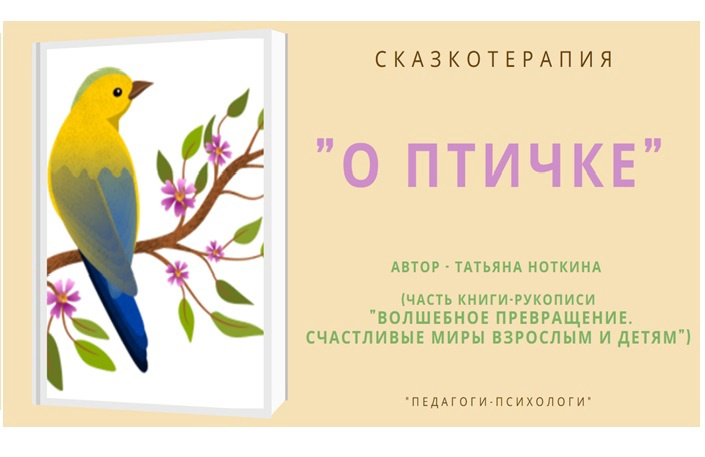 СКАЗКОТЕРАПИЯ
"О ПТИЧКЕ"
АВТОР - ТАТЬЯНА НОТКИНА
(ЧАСТЬ КНИГИ-РУКОПИСИ
"ВОЛШЕБНОЕ ПРЕВРАЩЕНИЕ.
СЧАСТЛИВЫЕ МИРЫ ВЗРОСЛЫМ И ДЕТЯМ")
"ПЕДАГОГИ-ПСИХОЛОГИ"